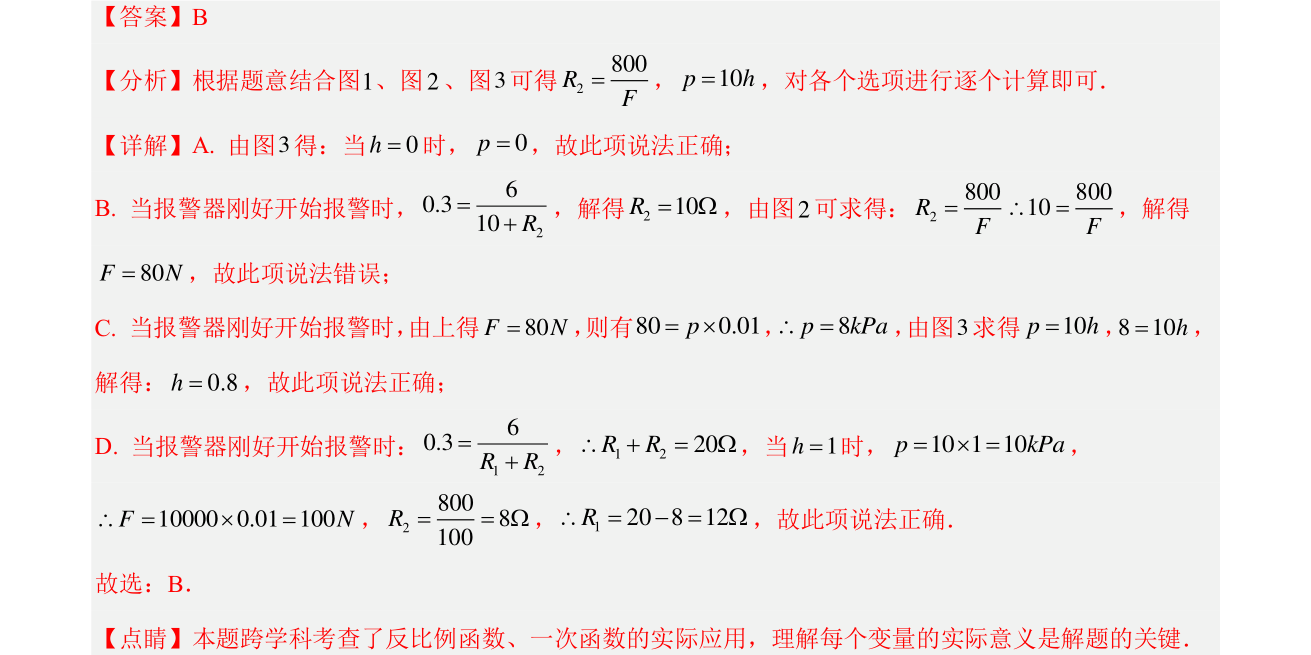 【答案】B
【分析】根据题意结合图1、图2、图3可得 R₂ = 800/F ，p = 10h ，对各个选项进行逐个计算即可．
【详解】A. 由图3得：当 h = 0 时，p = 0，故此项说法正确；
B. 当报警器刚好开始报警时，0.3 = 6/(10 + R₂) ，解得 R₂ = 10Ω ，由图2可求得：R₂ = 800/F ∴10 = 800/F ，解得
F = 80N ，故此项说法错误；
C. 当报警器刚好开始报警时,由上得 F = 80N ,则有 80 = p×0.01 ,∴ p = 8kPa ,由图3求得 p = 10h ,8 = 10h ,
解得：h = 0.8 ，故此项说法正确；
D. 当报警器刚好开始报警时：0.3 = 6/(R₁ + R₂) ，∴R₁ + R₂ = 20Ω ，当 h = 1 时，p = 10×1 = 10kPa ，
∴F = 10000×0.01 = 100N ，R₂ = 800/100 = 8Ω ，∴R₁ = 20 − 8 = 12Ω ，故此项说法正确．
故选：B．
【点睛】本题跨学科考查了反比例函数、一次函数的实际应用，理解每个变量的实际意义是解题的关键．